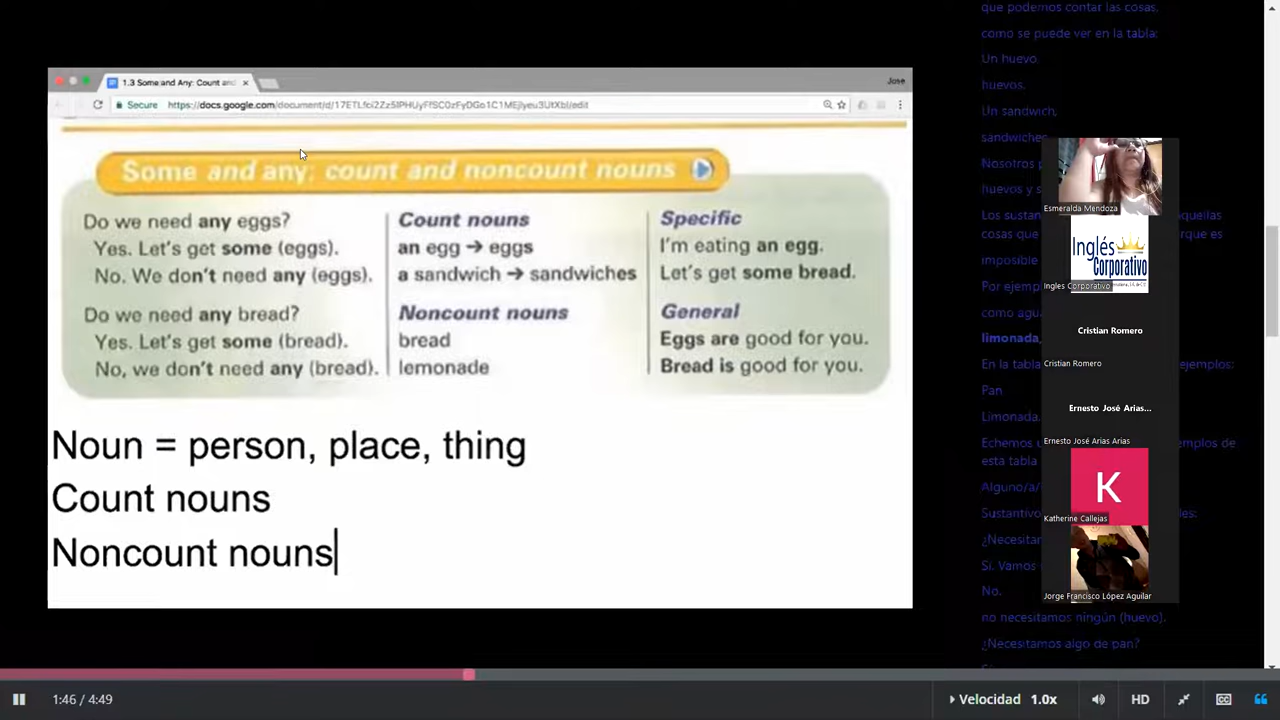 1.3 Some and Any: Count and
Jose
Secure
Some and any; count and noncount nouns
Do we need any eggs?
Yes. Let's get some (eggs).
No. We don't need any (eggs).
Do we need any bread?
Yes. Let's get some (bread).
No, we don't need any (bread).
Count nouns
an egg → eggs
a sandwich → sandwiches
Noncount nouns
bread
lemonade
Specific
I'm eating an egg.
Let's get some bread.
General
Eggs are good for you.
Bread is good for you.
Noun = person, place, thing
Count nouns
Noncount nouns
que podemos contar las cosas,
como se puede ver en la tabla:
Un huevo
huevos.
Un sandwich,
sandwiches
Nosotros
huevos y
Los
cosas que
imposible
Por
como
limonada,
En la tabla
ejemplos:
Pan
Limonada.
Echemos
esta tabla
¿
Sí. Vamos
No.
no necesitamos ningún (huevo).
¿Necesitamos algo de pan?
Esmeralda Mendoza
Inglés
Corporativo
Ingles Corporativo
Cristian Romero
Cristian Romero
Ernesto José Arias...
Ernesto José Arias Arias
K
Katherine Callejas
Jorge Francisco López Aguilar
1:46 / 4:49
Velocidad 1.0x
HD
CC